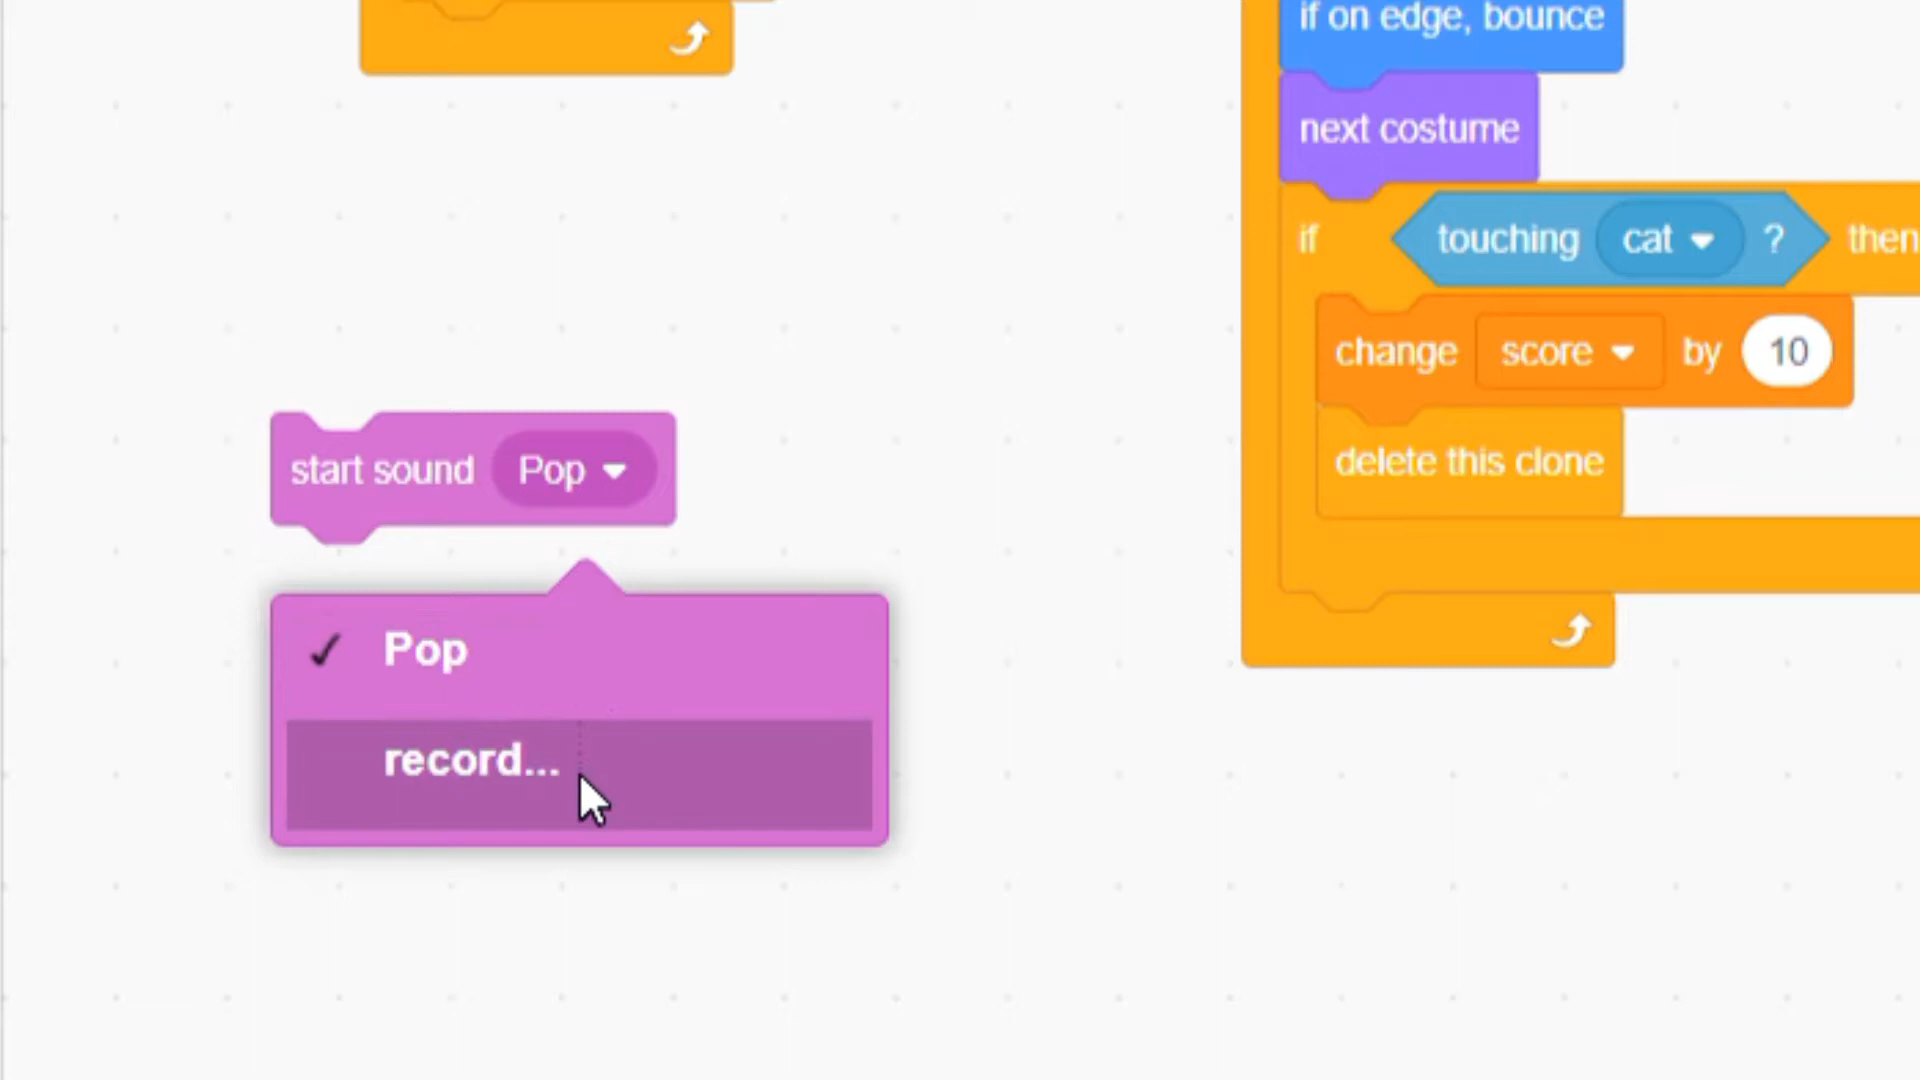 if on edge, bounce
next costume
if touching cat ? then
change score by 10
delete this clone
start sound Pop
Pop
record...